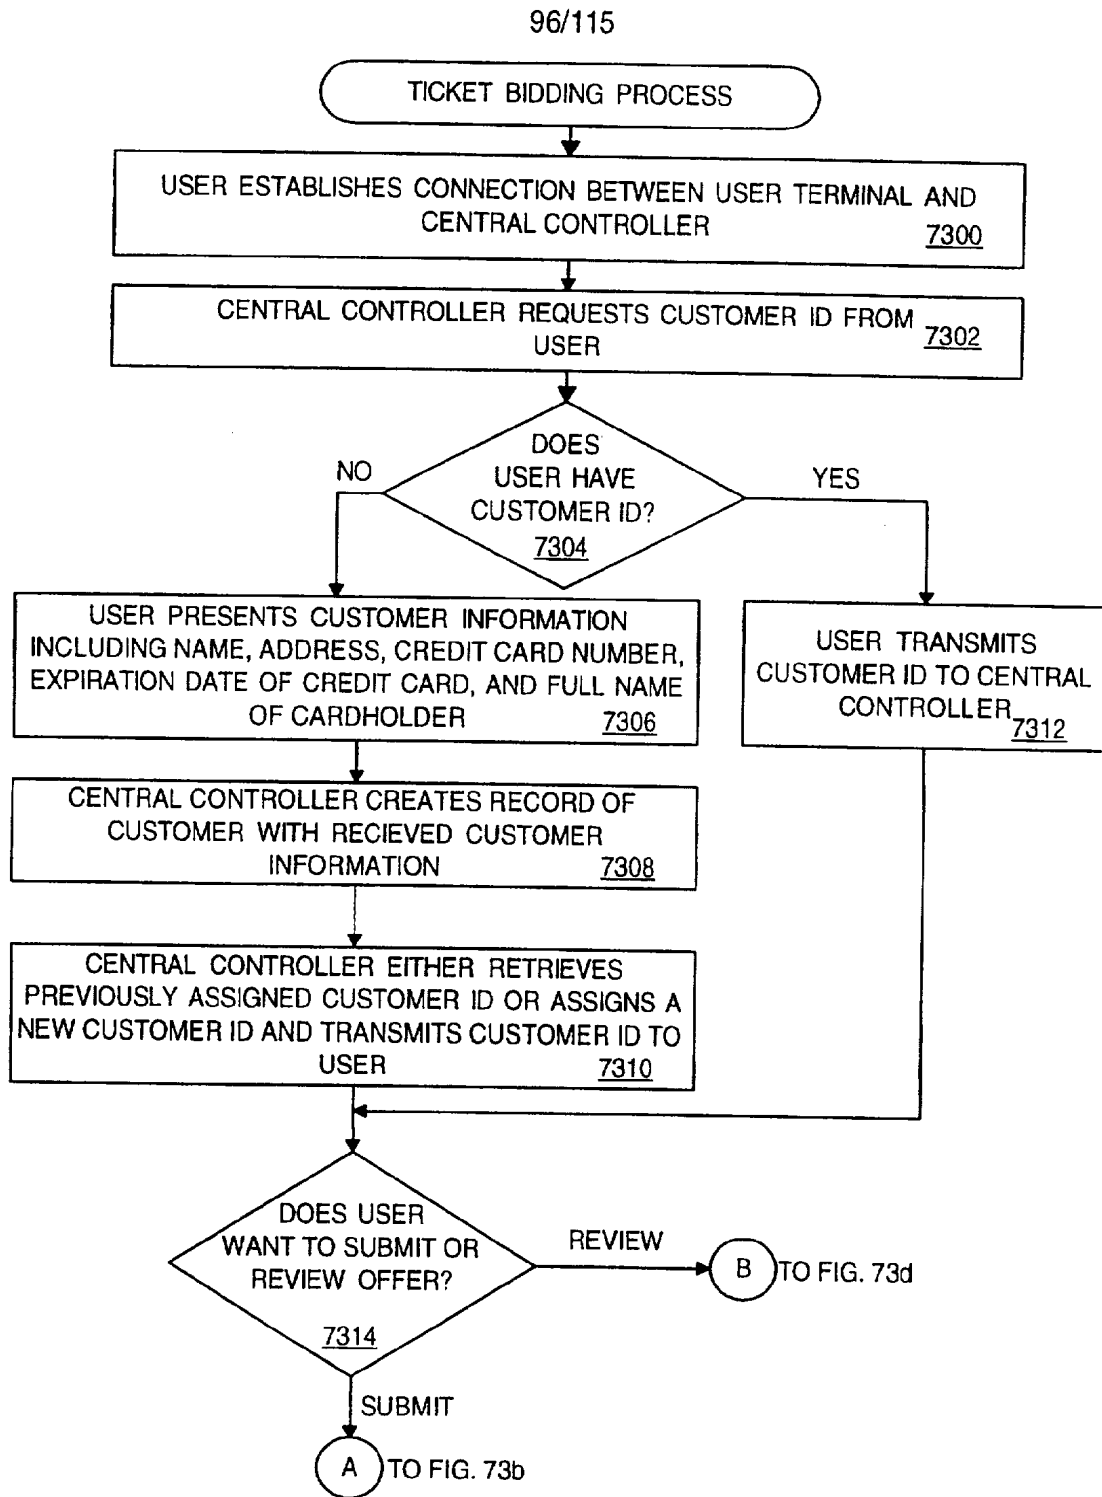 96/115
TICKET BIDDING PROCESS
USER ESTABLISHES CONNECTION BETWEEN USER TERMINAL AND
CENTRAL CONTROLLER 7300
CENTRAL CONTROLLER REQUESTS CUSTOMER ID FROM
USER 7302
DOES
USER HAVE
CUSTOMER ID?
7304
NO
YES
USER PRESENTS CUSTOMER INFORMATION
INCLUDING NAME, ADDRESS, CREDIT CARD NUMBER,
EXPIRATION DATE OF CREDIT CARD, AND FULL NAME
OF CARDHOLDER 7306
USER TRANSMITS
CUSTOMER ID TO CENTRAL
CONTROLLER 7312
CENTRAL CONTROLLER CREATES RECORD OF
CUSTOMER WITH RECIEVED CUSTOMER
INFORMATION 7308
CENTRAL CONTROLLER EITHER RETRIEVES
PREVIOUSLY ASSIGNED CUSTOMER ID OR ASSIGNS A
NEW CUSTOMER ID AND TRANSMITS CUSTOMER ID TO
USER 7310
DOES USER
WANT TO SUBMIT OR
REVIEW OFFER?
7314
REVIEW
B TO FIG. 73d
SUBMIT
A TO FIG. 73b